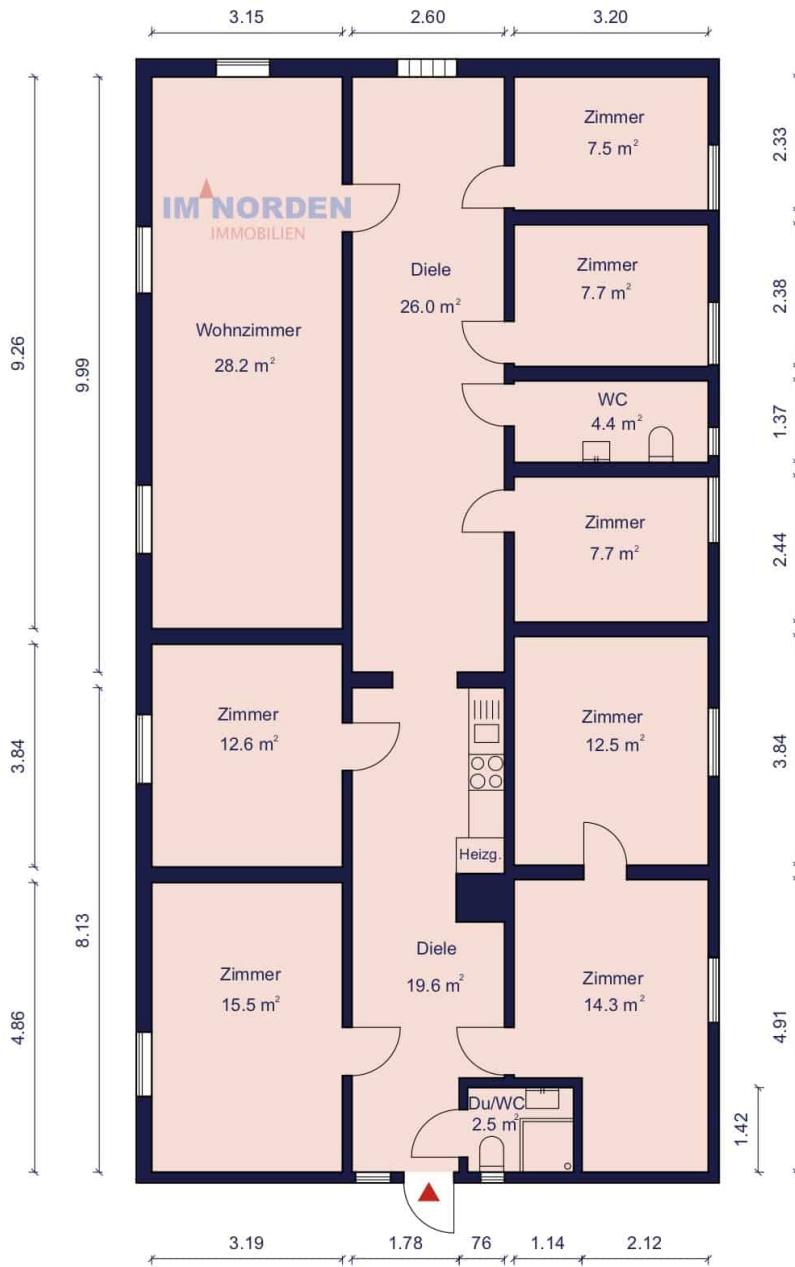 3.15
2.60
3.20
Zimmer
7.5 m²
2.33
IM NORDEN
IMMOBILIEN
Diele
26.0 m²
Zimmer
7.7 m²
2.38
Wohnzimmer
28.2 m²
9.26
9.99
WC
4.4 m²
1.37
Zimmer
7.7 m²
2.44
Zimmer
12.6 m²
3.84
Zimmer
12.5 m²
3.84
Heizg.
8.13
Diele
19.6 m²
Zimmer
15.5 m²
4.86
Zimmer
14.3 m²
4.91
Du/WC
2.5 m²
1.42
3.19
1.78
76
1.14
2.12